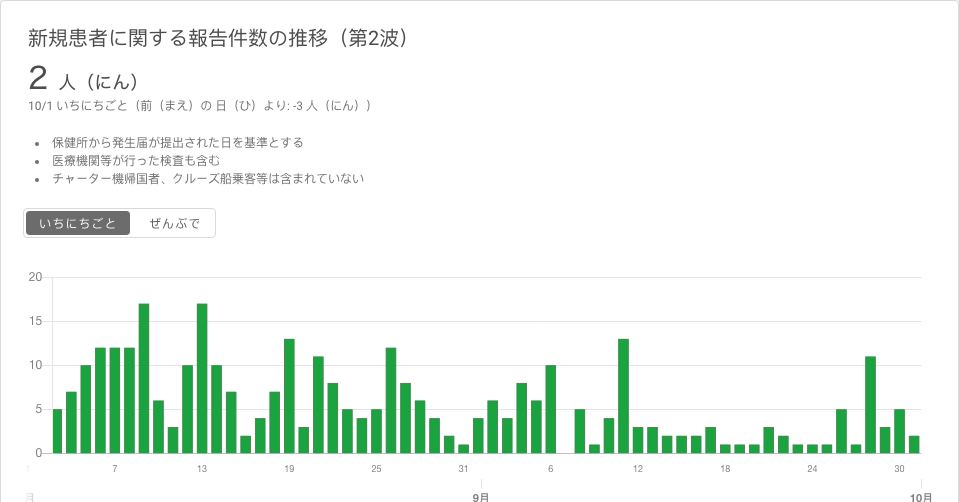 新規患者に関する報告件数の推移（第2波）
2 人（にん）
10/1 いちにちごと（前（まえ）の 日（ひ）より: -3 人（にん））
保健所から発生届が提出された日を基準とする
医療機関等が行った検査も含む
チャーター機帰国者、クルーズ船乗客等は含まれていない
いちにちごと ぜんぶで
20
15
10
5
0
7 13 19 25 31 6 12 18 24 30
9月 10月